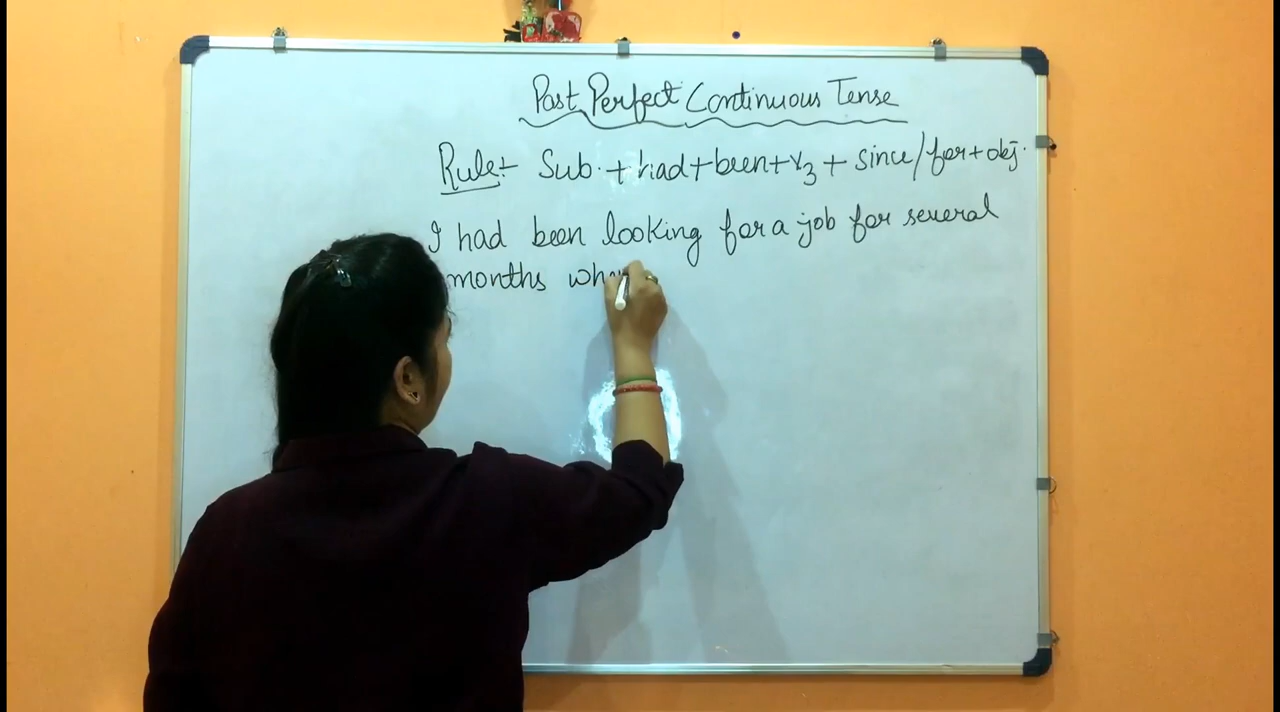 Past Perfect Continuous Tense
Rule:- Sub. + had + been + v3 + since / for + obj.
I had been looking for a job for several
months